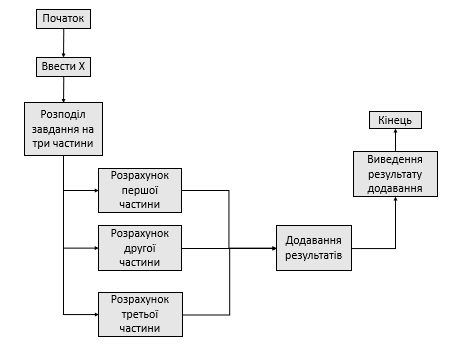 Початок
Ввести X
Розподіл
завдання на
три частини
Розрахунок
першої
частини
Розрахунок
другої
частини
Розрахунок
третьої
частини
Додавання
результатів
Виведення
результату
додавання
Кінець